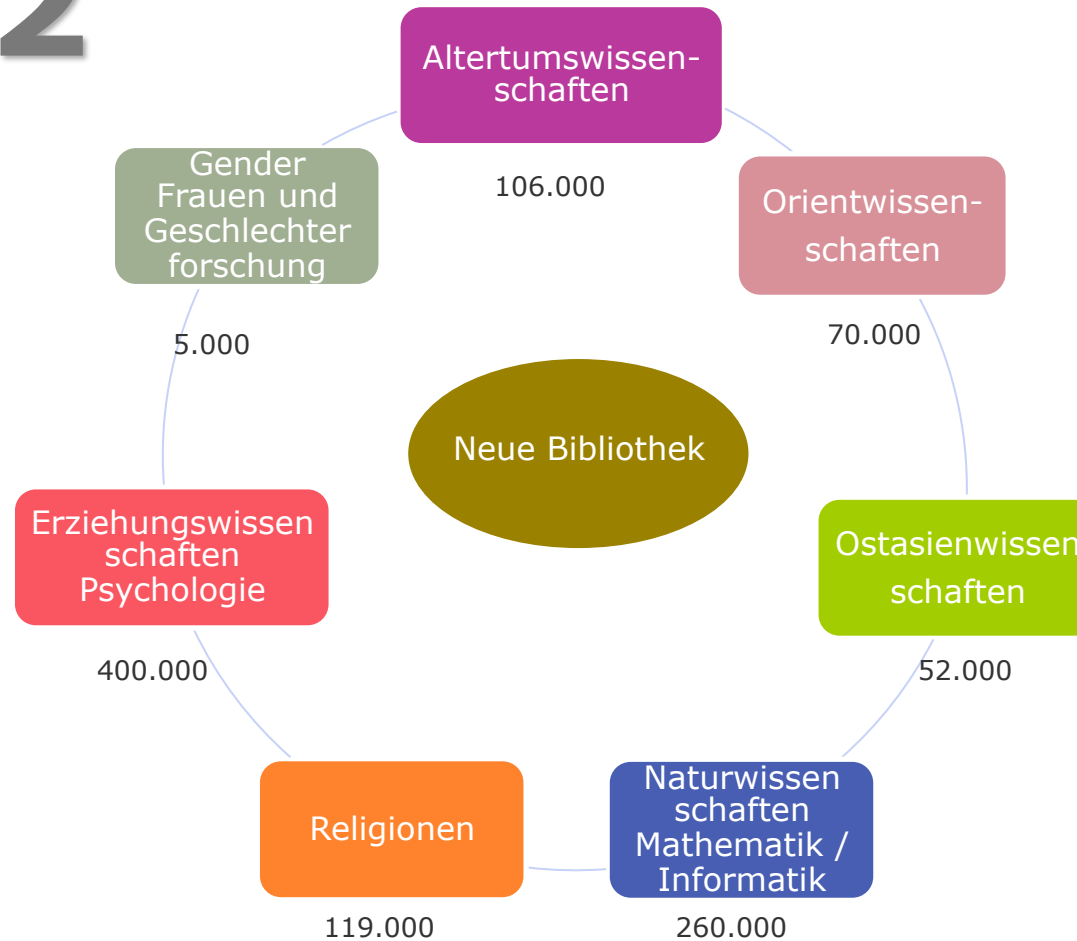 2
Altertumswissen-
schaften
106.000
Orientwissen-
schaften
70.000
Ostasienwissen
schaften
52.000
Naturwissen
schaften
Mathematik /
Informatik
260.000
Religionen
119.000
Erziehungswissen
schaften
Psychologie
400.000
Gender
Frauen und
Geschlechter
forschung
5.000
Neue Bibliothek